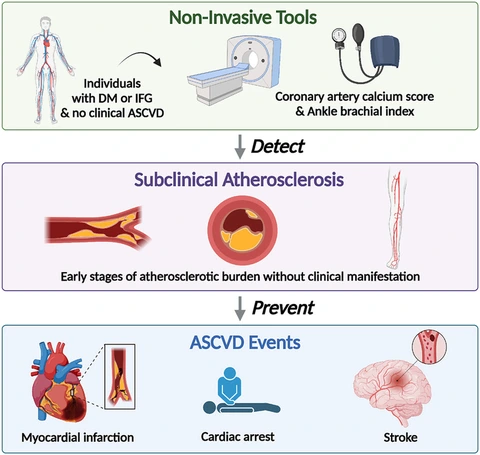 Non-Invasive Tools
Individuals
with DM or IFG
& no clinical ASCVD
Coronary artery calcium score
& Ankle brachial index
Detect
Subclinical Atherosclerosis
Early stages of atherosclerotic burden without clinical manifestation
Prevent
ASCVD Events
Myocardial infarction
Cardiac arrest
Stroke